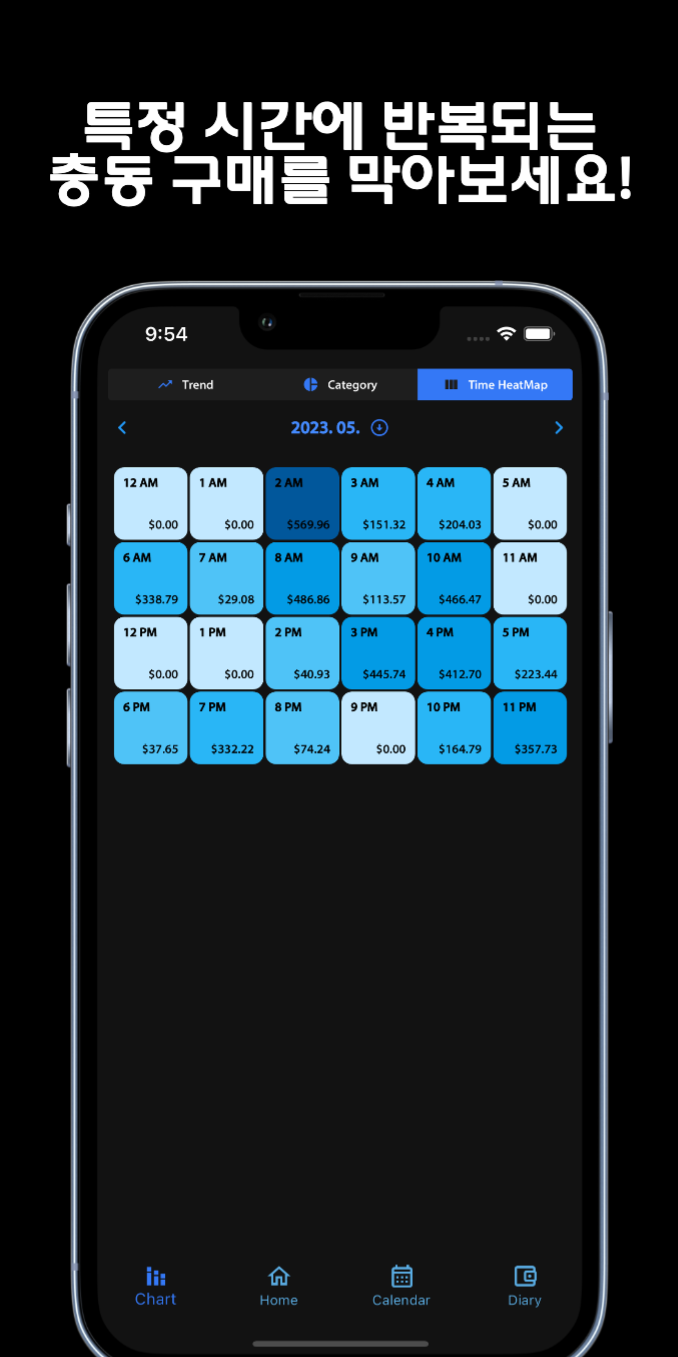 특정 시간에 반복되는
충동 구매를 막아보세요!
9:54
Trend Category Time HeatMap
2023. 05.
12 AM 1 AM 2 AM 3 AM 4 AM 5 AM
$0.00 $0.00 $569.96 $151.32 $204.03 $0.00
6 AM 7 AM 8 AM 9 AM 10 AM 11 AM
$338.79 $29.08 $486.86 $113.57 $466.47 $0.00
12 PM 1 PM 2 PM 3 PM 4 PM 5 PM
$0.00 $0.00 $40.93 $445.74 $412.70 $223.44
6 PM 7 PM 8 PM 9 PM 10 PM 11 PM
$37.65 $332.22 $74.24 $0.00 $164.79 $357.73
Chart Home Calendar Diary